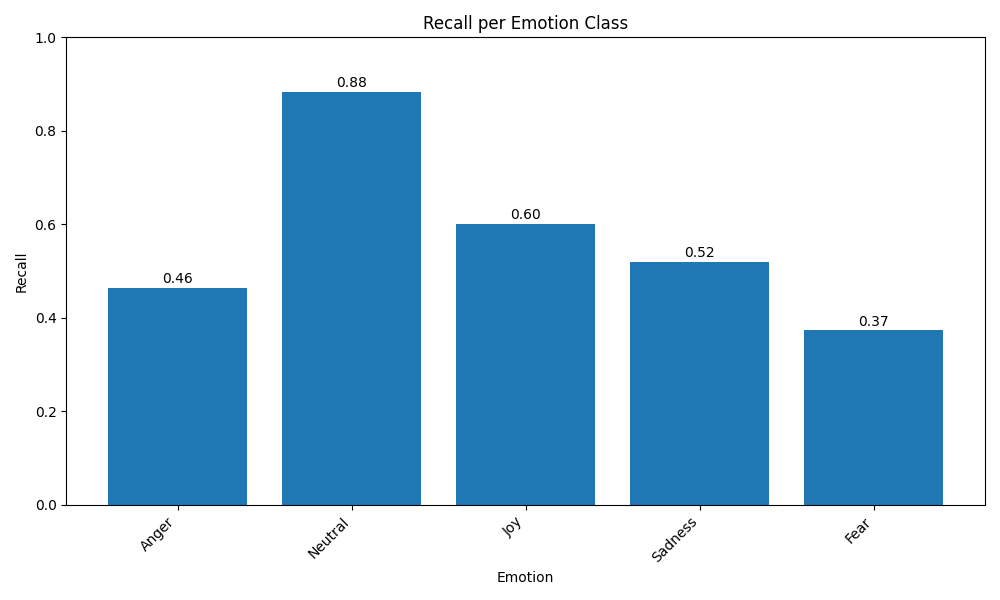 Recall per Emotion Class
1.0
0.8
0.6
0.4
0.2
0.0
Recall
0.46
0.88
0.60
0.52
0.37
Anger
Neutral
Joy
Sadness
Fear
Emotion